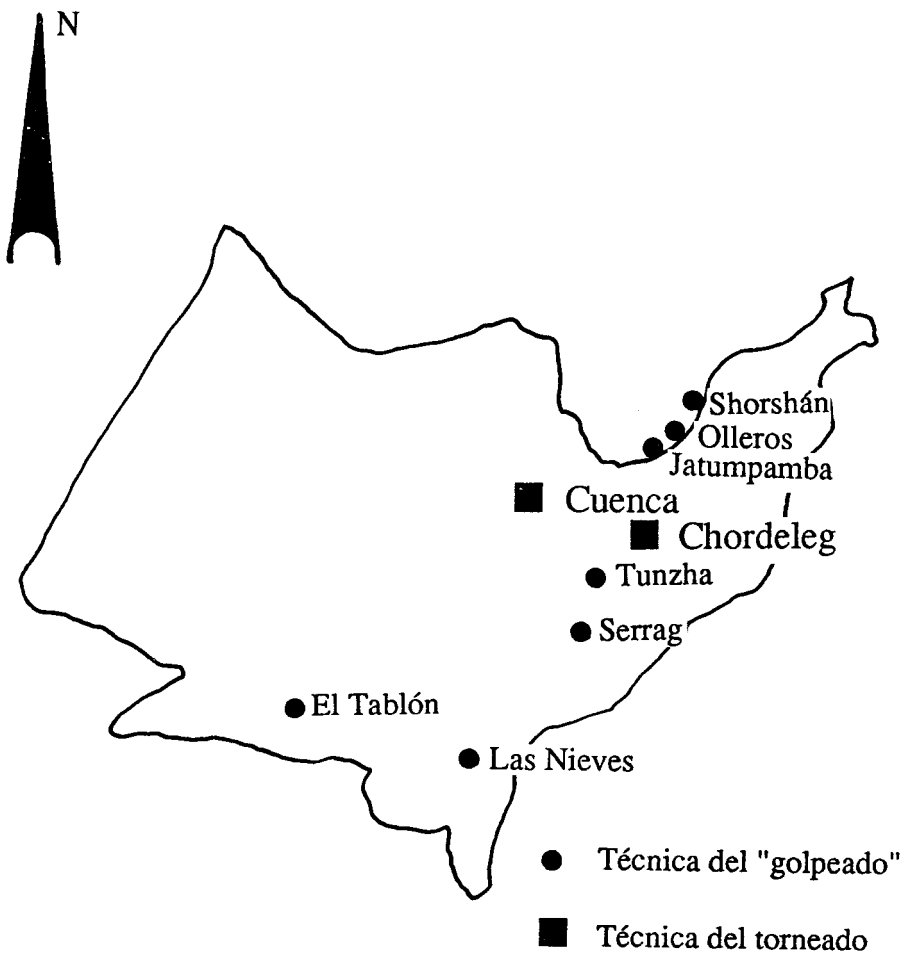 N
Shorshán
Olleros
Jatumpamba
Cuenca
Chordeleg
Tunzha
Serrag
El Tablón
Las Nieves
Técnica del "golpeado"
Técnica del torneado